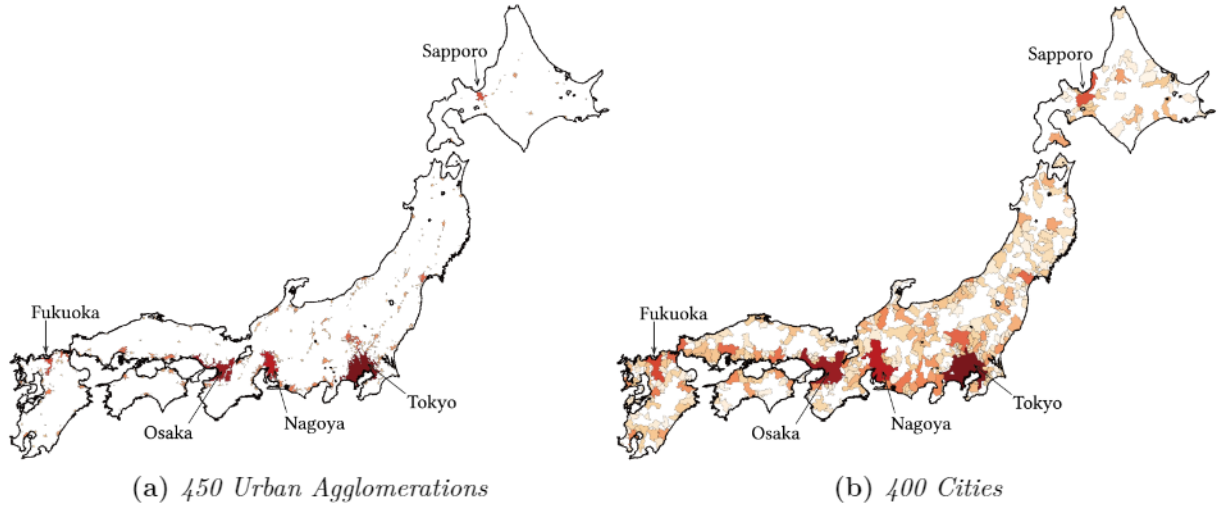 Sapporo
Fukuoka
Osaka
Nagoya
Tokyo
(a) 450 Urban Agglomerations
Sapporo
Fukuoka
Osaka
Nagoya
Tokyo
(b) 400 Cities